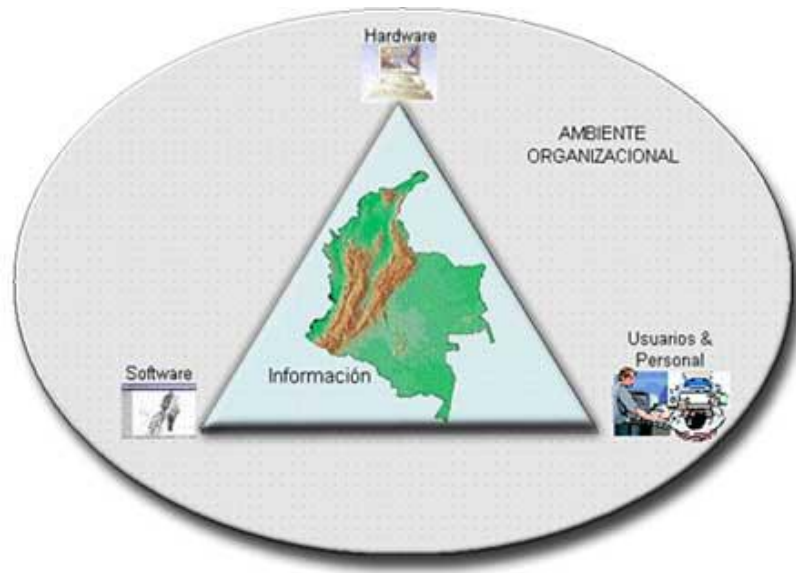 Hardware
AMBIENTE
ORGANIZACIONAL
Usuarios &
Personal
Software
Información